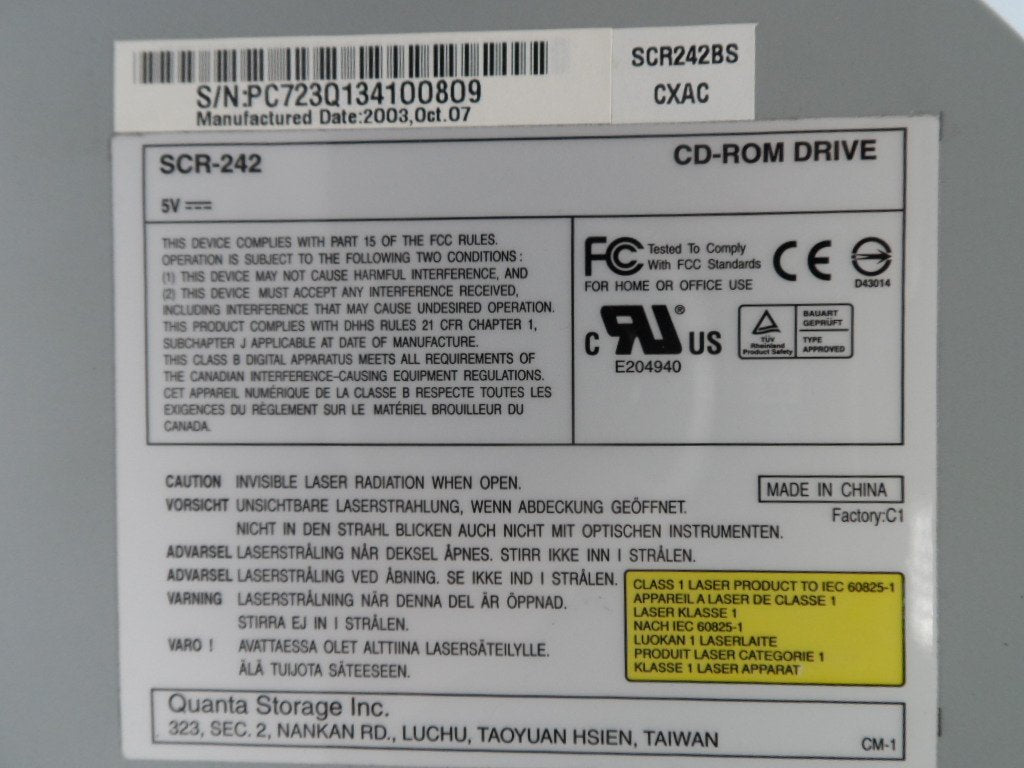 SCR242BS
CXAC
S/N:PC723Q134100809
Manufactured Date:2003,Oct.07
SCR-242
CD-ROM DRIVE
5V
THIS DEVICE COMPLIES WITH PART 15 OF THE FCC RULES.
OPERATION IS SUBJECT TO THE FOLLOWING TWO CONDITIONS :
(1) THIS DEVICE MAY NOT CAUSE HARMFUL INTERFERENCE, AND
(2) THIS DEVICE MUST ACCEPT ANY INTERFERENCE RECEIVED,
INCLUDING INTERFERENCE THAT MAY CAUSE UNDESIRED OPERATION.
THIS PRODUCT COMPLIES WITH DHHS RULES 21 CFR CHAPTER 1,
SUBCHAPTER J APPLICABLE AT DATE OF MANUFACTURE.
THIS CLASS B DIGITAL APPARATUS MEETS ALL REQUIREMENTS OF
THE CANADIAN INTERFERENCE-CAUSING EQUIPMENT REGULATIONS.
CET APPAREIL NUMÉRIQUE DE LA CLASSE B RESPECTE TOUTES LES
EXIGENCES DU RÈGLEMENT SUR LE MATÉRIEL BROUILLEUR DU
CANADA.
FC Tested To Comply
With FCC Standards
FOR HOME OR OFFICE USE
CE
D43014
C RU ® US
E204940
TÜV
Rheinland
Product Safety
BAUART
GEPRÜFT
TYPE
APPROVED
CAUTION INVISIBLE LASER RADIATION WHEN OPEN.
VORSICHT UNSICHTBARE LASERSTRAHLUNG, WENN ABDECKUNG GEÖFFNET.
NICHT IN DEN STRAHL BLICKEN AUCH NICHT MIT OPTISCHEN INSTRUMENTEN.
ADVARSEL LASERSTRÅLING NÅR DEKSEL ÅPNES. STIRR IKKE INN I STRÅLEN.
ADVARSEL LASERSTRÅLING VED ÅBNING. SE IKKE IND I STRÅLEN.
VARNING LASERSTRÅLNING NÄR DENNA DEL ÄR ÖPPNAD.
STIRRA EJ IN I STRÅLEN.
VARO ! AVATTAESSA OLET ALTTIINA LASERSÄTEILYLLE.
ÄLÄ TUIJOTA SÄTEESEEN.
MADE IN CHINA
Factory:C1
CLASS 1 LASER PRODUCT TO IEC 60825-1
APPAREIL A LASER DE CLASSE 1
LASER KLASSE 1
NACH IEC 60825-1
LUOKAN 1 LASERLAITE
PRODUIT LASER CATEGORIE 1
KLASSE 1 LASER APPARAT
Quanta Storage Inc.
323, SEC. 2, NANKAN RD., LUCHU, TAOYUAN HSIEN, TAIWAN
CM-1